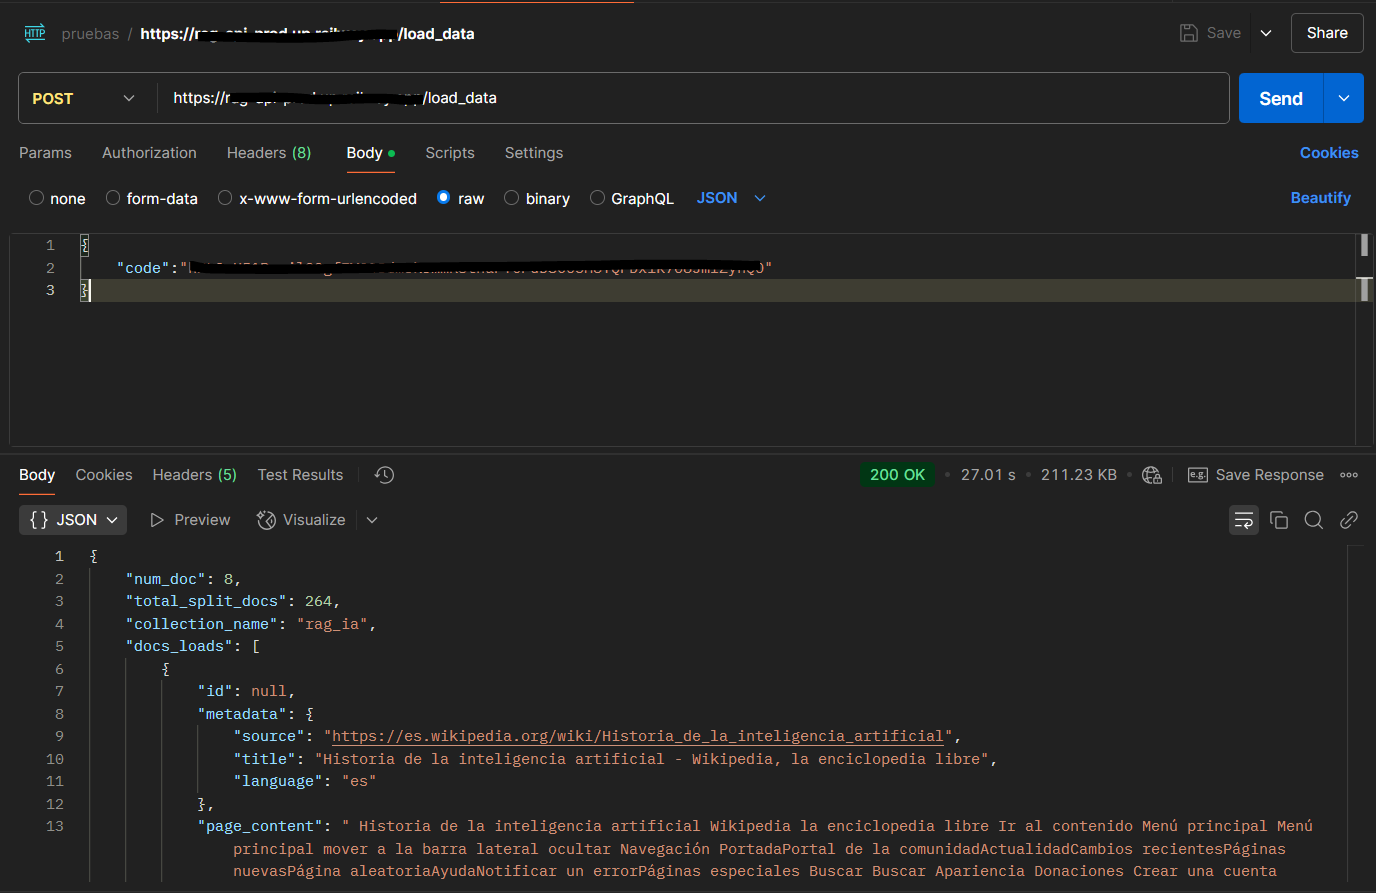 HTTP pruebas / https:// /load_data Save Share
POST https:// /load_data Send
Params Authorization Headers (8) Body Scripts Settings Cookies
none form-data x-www-form-urlencoded raw binary GraphQL JSON Beautify
1 {
2 "code":" "
3 }
Body Cookies Headers (5) Test Results 200 OK • 27.01 s • 211.23 KB • e.g. Save Response
{} JSON Preview Visualize
1 {
2 "num_doc": 8,
3 "total_split_docs": 264,
4 "collection_name": "rag_ia",
5 "docs_loads": [
6 {
7 "id": null,
8 "metadata": {
9 "source": "https://es.wikipedia.org/wiki/Historia_de_la_inteligencia_artificial",
10 "title": "Historia de la inteligencia artificial - Wikipedia, la enciclopedia libre",
11 "language": "es"
12 },
13 "page_content": " Historia de la inteligencia artificial Wikipedia la enciclopedia libre Ir al contenido Menú principal Menú
principal mover a la barra lateral ocultar Navegación PortadaPortal de la comunidadActualidadCambios recientesPáginas
nuevasPágina aleatoriaAyudaNotificar un errorPáginas especiales Buscar Buscar Apariencia Donaciones Crear una cuenta